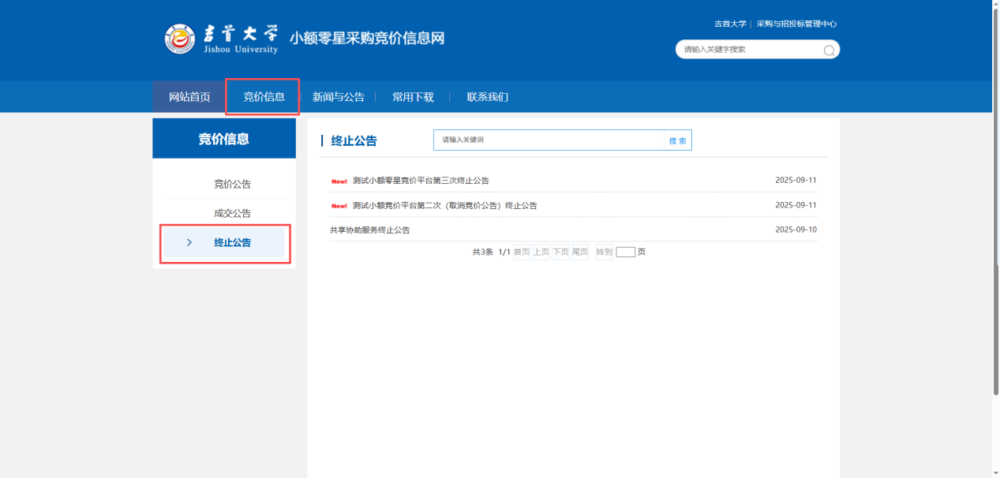 吉首大学 | 采购与招投标管理中心
吉首大学 小额零星采购竞价信息网
Jishou University
请输入关键字搜索
网站首页 竞价信息 新闻与公告 常用下载 联系我们
竞价信息
竞价公告
成交公告
终止公告
终止公告
请输入关键词 搜 索
New! 测试小额零星竞价平台第三次终止公告 2025-09-11
New! 测试小额竞价平台第二次（取消竞价公告）终止公告 2025-09-11
共享协助服务终止公告 2025-09-10
共3条 1/1 首页 上页 下页 尾页 转到 页